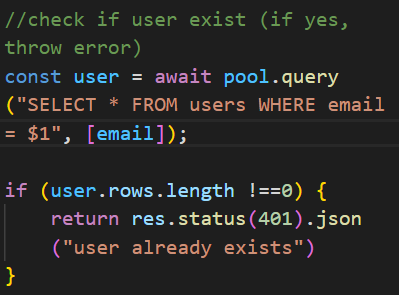 //check if user exist (if yes,
throw error)
const user = await pool.query
("SELECT * FROM users WHERE email
= $1", [email]);
if (user.rows.length !==0) {
return res.status(401).json
("user already exists")
}